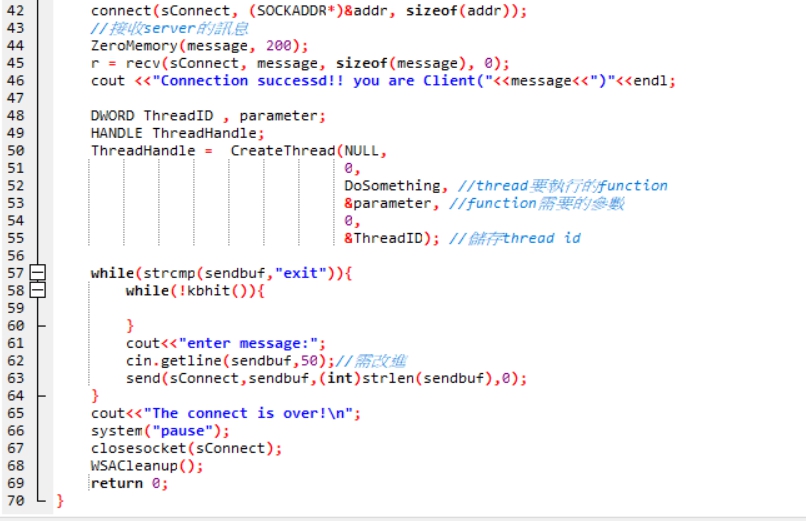 42 connect(sConnect, (SOCKADDR*)&addr, sizeof(addr));
43 //接收server的訊息
44 ZeroMemory(message, 200);
45 r = recv(sConnect, message, sizeof(message), 0);
46 cout <<"Connection successd!! you are Client("<<message<<")"<<endl;
47
48 DWORD ThreadID , parameter;
49 HANDLE ThreadHandle;
50 ThreadHandle =  CreateThread(NULL,
51 0,
52 DoSomething, //thread要執行的function
53 &parameter, //function需要的參數
54 0,
55 &ThreadID); //儲存thread id
56
57 while(strcmp(sendbuf,"exit")){
58 while(!kbhit()){
59
60 }
61 cout<<"enter message:";
62 cin.getline(sendbuf,50);//需改進
63 send(sConnect,sendbuf,(int)strlen(sendbuf),0);
64 }
65 cout<<"The connect is over!\n";
66 system("pause");
67 closesocket(sConnect);
68 WSACleanup();
69 return 0;
70 }